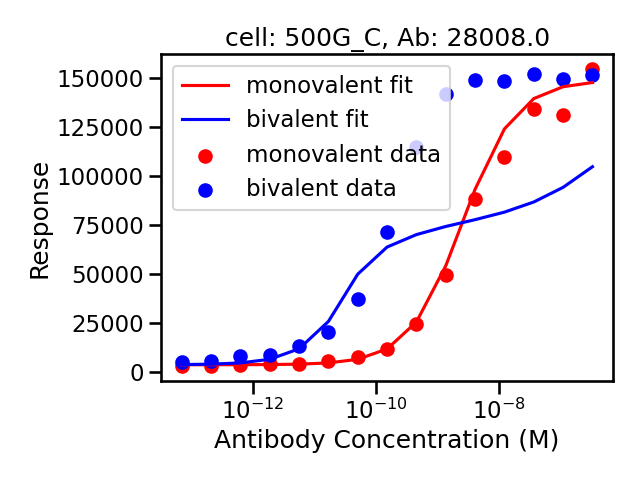 cell: 500G_C, Ab: 28008.0
150000
125000
100000
75000
50000
25000
0
Response
monovalent fit
bivalent fit
monovalent data
bivalent data
10⁻¹²
10⁻¹⁰
10⁻⁸
Antibody Concentration (M)